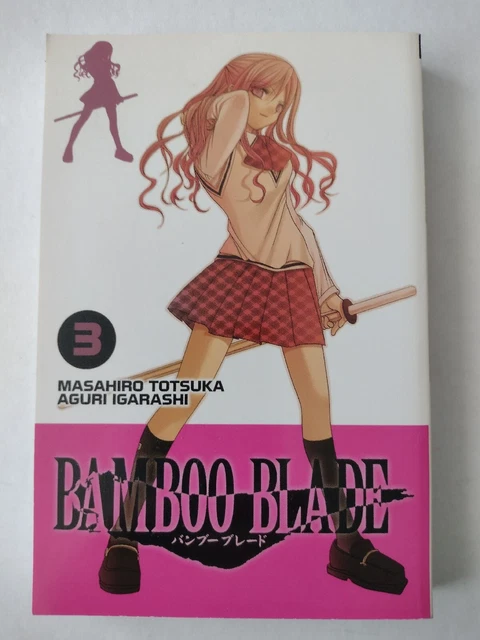 3
MASAHIRO TOTSUKA
AGURI IGARASHI
BAMBOO BLADE
バンブーブレード